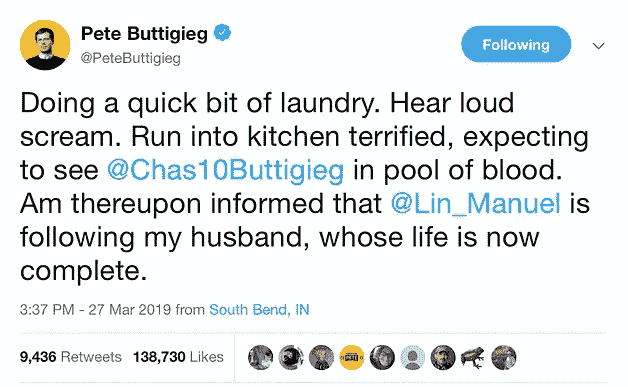 Pete Buttigieg
@PeteButtigieg
Following
Doing a quick bit of laundry. Hear loud
scream. Run into kitchen terrified, expecting
to see @Chas10Buttigieg in pool of blood.
Am thereupon informed that @Lin_Manuel is
following my husband, whose life is now
complete.
3:37 PM - 27 Mar 2019 from South Bend, IN
9,436 Retweets 138,730 Likes